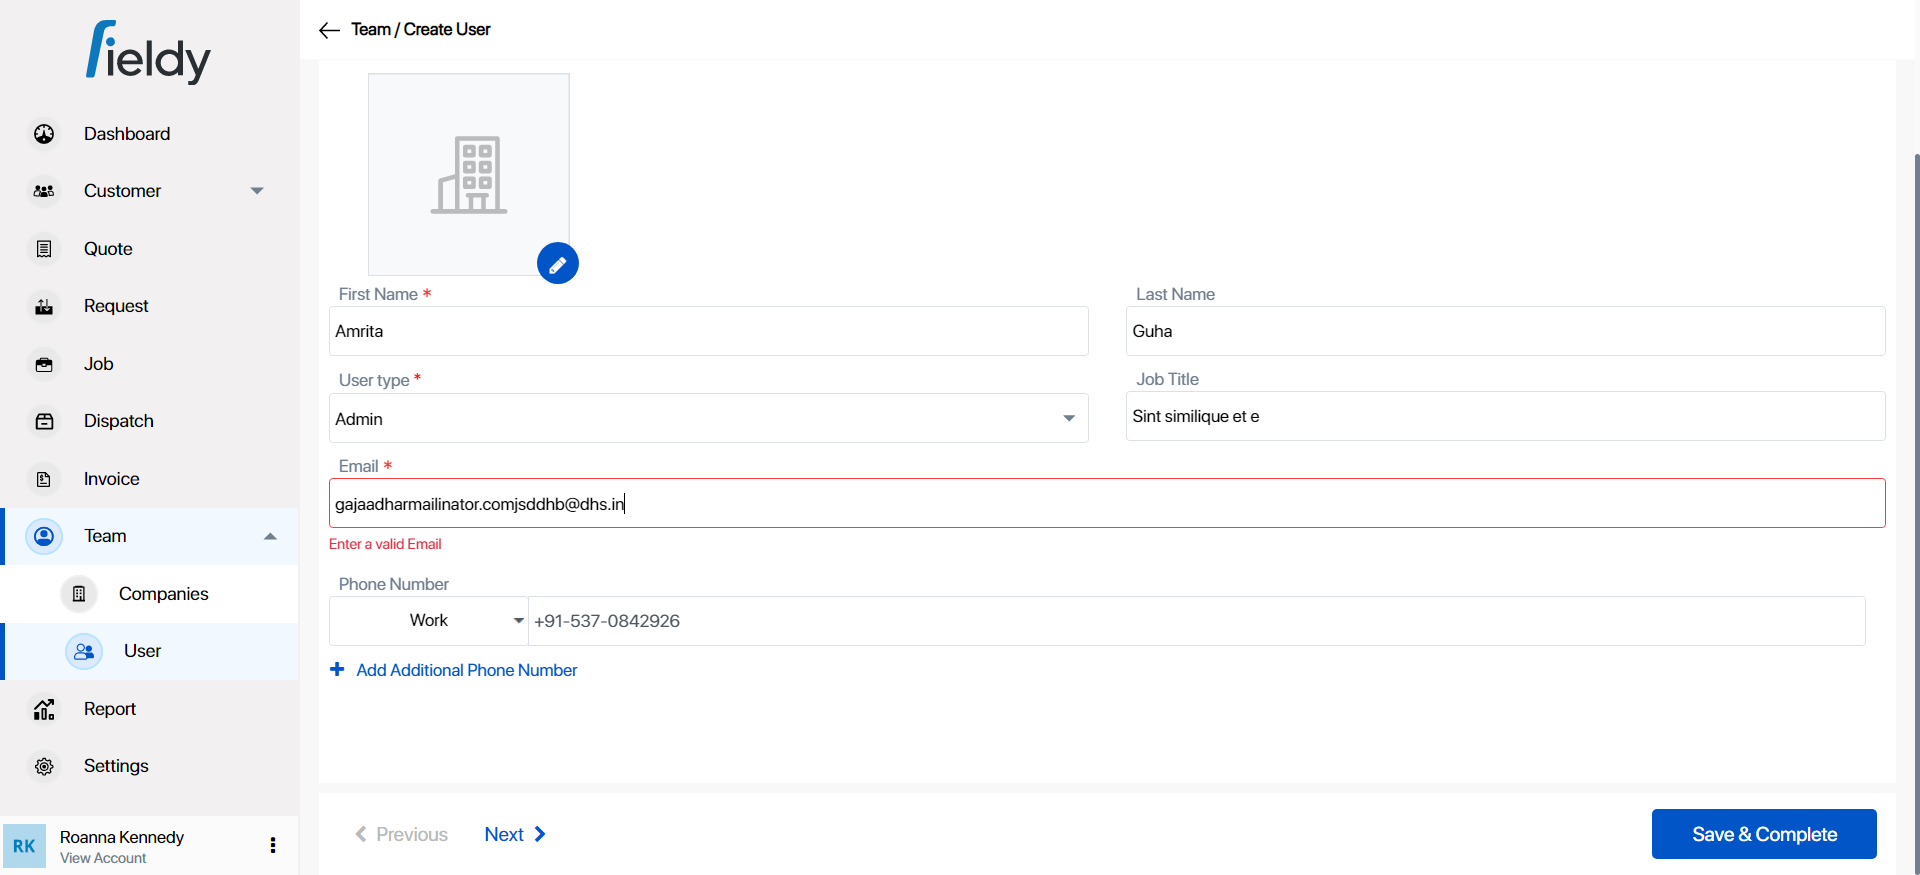 fieldy
Team / Create User
Dashboard
Customer
Quote
Request
Job
Dispatch
Invoice
Team
Companies
User
Report
Settings
RK
Roanna Kennedy
View Account
First Name *
Amrita
Last Name
Guha
User type *
Admin
Job Title
Sint similique et e
Email *
gajaadharmailinator.comjsddhb@dhs.in
Enter a valid Email
Phone Number
Work
+91-537-0842926
+ Add Additional Phone Number
Previous
Next
Save & Complete